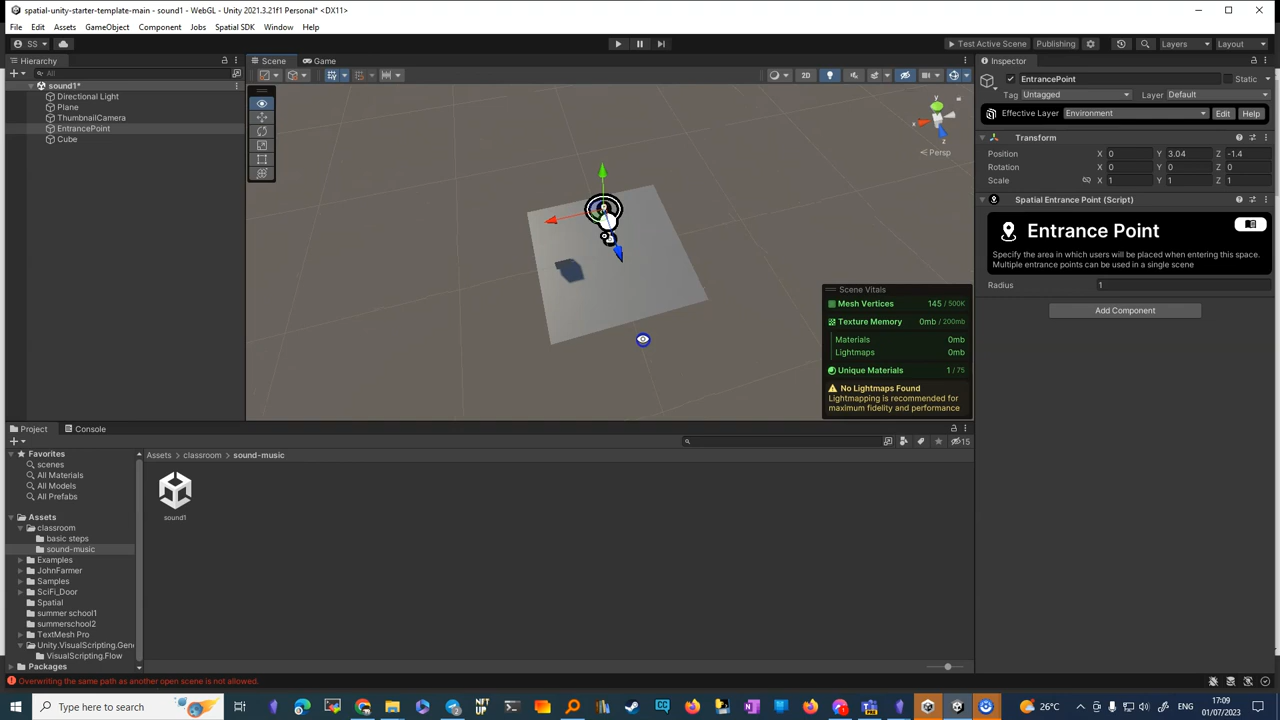 spatial-unity-starter-template-main - sound1 - WebGL - Unity 2021.3.21f1 Personal* <DX11>
File Edit Assets GameObject Component Jobs Spatial SDK Window Help
SS Test Active Scene Publishing Layers Layout
Hierarchy Scene Game Inspector
All
2D
sound1*
Directional Light
Plane
ThumbnailCamera
EntrancePoint
Cube
x
z
Persp
EntrancePoint Static
Tag Untagged Layer Default
Effective Layer Environment Edit Help
Transform
Position X 0 Y 3.04 Z -1.4
Rotation X 0 Y 0 Z 0
Scale X 1 Y 1 Z 1
Spatial Entrance Point (Script)
Entrance Point
Specify the area in which users will be placed when entering this space.
Multiple entrance points can be used in a single scene
Radius 1
Add Component
Scene Vitals
Mesh Vertices 145 / 500K
Texture Memory 0mb / 200mb
Materials 0mb
Lightmaps 0mb
Unique Materials 1 / 75
No Lightmaps Found
Lightmapping is recommended for
maximum fidelity and performance
Project Console
15
Favorites
scenes
All Materials
All Models
All Prefabs
Assets
classroom
basic steps
sound-music
Examples
JohnFarmer
Samples
SciFi_Door
Spatial
summer school1
summerschool2
TextMesh Pro
Unity.VisualScripting.Gen
VisualScripting.Flow
Packages
Assets > classroom > sound-music
sound1
Overwriting the same path as another open scene is not allowed.
Type here to search
NFT
UP
26°C
ENG
17:09
01/07/2023